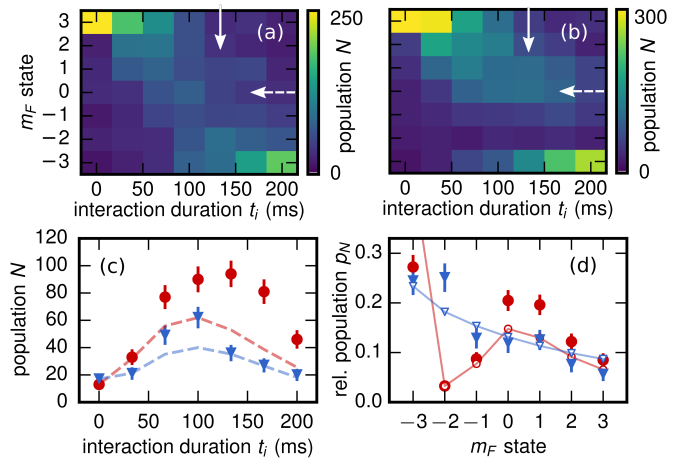 3
2
1
0
−1
−2
−3
m_F state
(a)
0 50 100 150 200
interaction duration t_i (ms)
250
0
population N
(b)
0 50 100 150 200
interaction duration t_i (ms)
300
0
population N
120
100
80
60
40
20
0
population N
(c)
0 50 100 150 200
interaction duration t_i (ms)
0.3
0.2
0.1
0.0
rel. population p_N
(d)
−3 −2 −1 0 1 2 3
m_F state